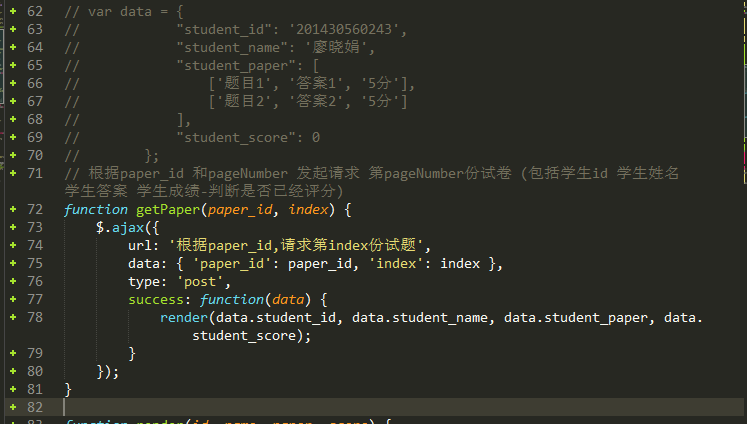 62 // var data = {
63 //         "student_id": '201430560243',
64 //         "student_name": '廖晓娟',
65 //         "student_paper": [
66 //             ['题目1', '答案1', '5分'],
67 //             ['题目2', '答案2', '5分']
68 //         ],
69 //         "student_score": 0
70 //     };
71 // 根据paper_id 和pageNumber 发起请求 第pageNumber份试卷 (包括学生id 学生姓名
学生答案 学生成绩-判断是否已经评分)
72 function getPaper(paper_id, index) {
73     $.ajax({
74         url: '根据paper_id,请求第index份试题',
75         data: { 'paper_id': paper_id, 'index': index },
76         type: 'post',
77         success: function(data) {
78             render(data.student_id, data.student_name, data.student_paper, data.
student_score);
79         }
80     });
81 }
82